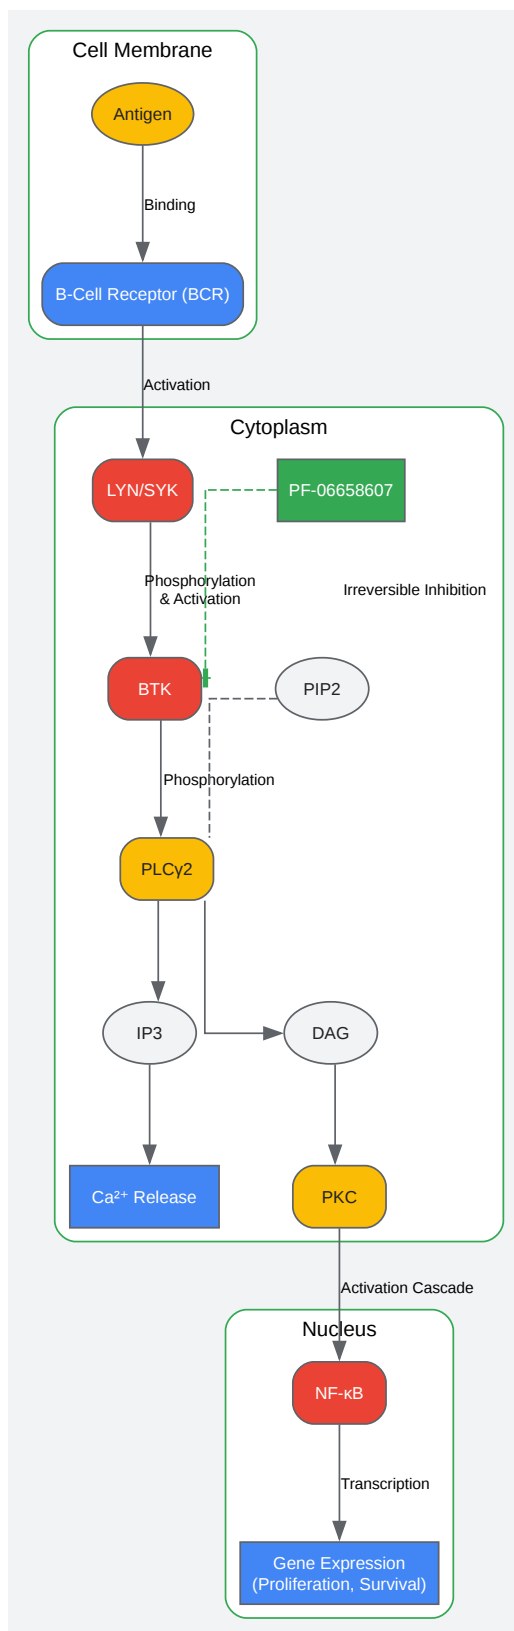 Cell Membrane
Antigen
Binding
B-Cell Receptor (BCR)
Activation
Cytoplasm
LYN/SYK
PF-06658607
Phosphorylation
& Activation
Irreversible Inhibition
BTK
PIP2
Phosphorylation
PLCγ2
IP3
DAG
Ca²⁺ Release
PKC
Activation Cascade
Nucleus
NF-κB
Transcription
Gene Expression
(Proliferation, Survival)